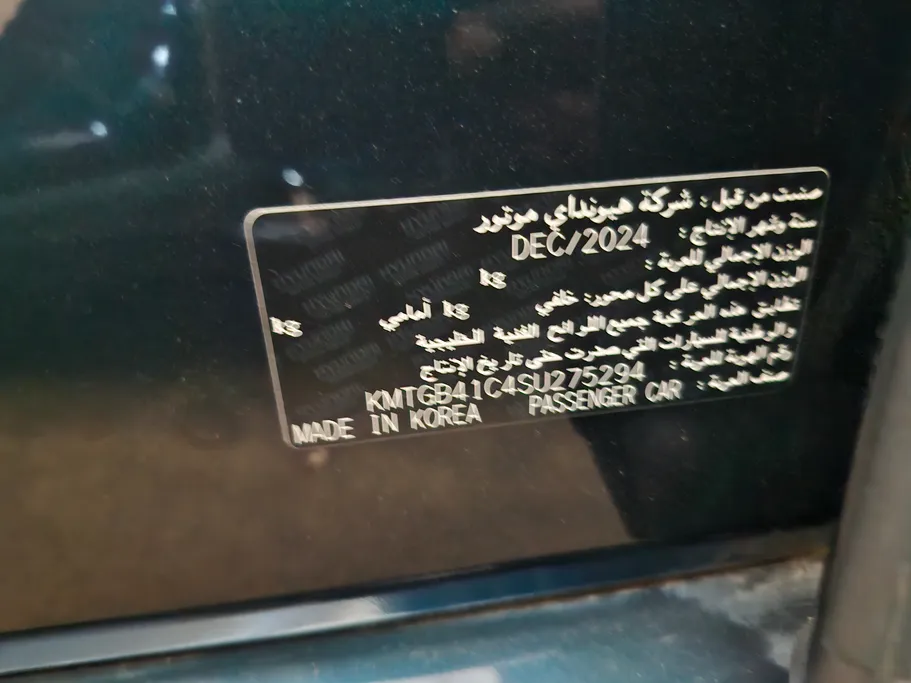 صنعت من قبل : شركة هيونداي موتور
سنة وشهر الإنتاج : DEC/2024
الوزن الإجمالي للعربة : kg
الوزن الإجمالي على كل محور: خلفي kg أمامي kg
تطابق هذه المركبة جميع اللوائح الفنية الخليجية
والوطنية للسيارات التي صدرت حتى تاريخ الإنتاج
رقم الهوية للعربة : KMTGB41C4SU275294
صنف العربة : PASSENGER CAR MADE IN KOREA